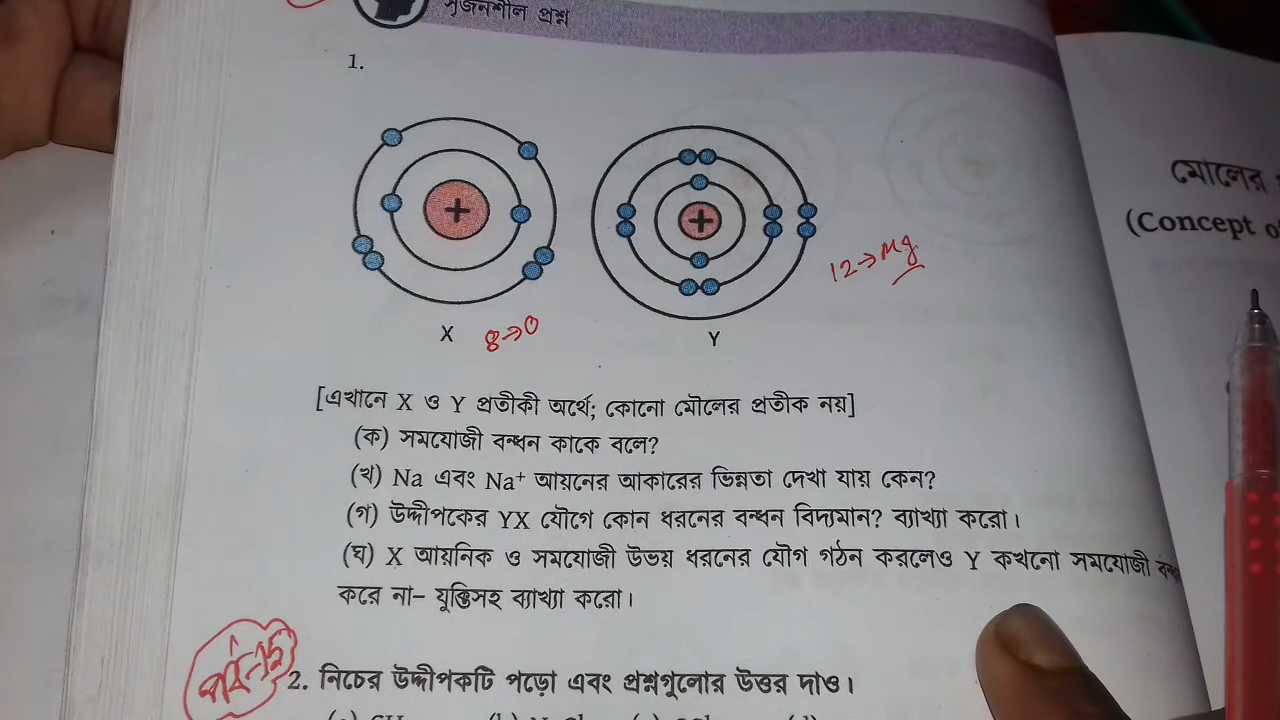 সৃজনশীল প্রশ্ন
1.
+
+
X
8→O
Y
12→Mg
[এখানে X ও Y প্রতীকী অর্থে; কোনো মৌলের প্রতীক নয়]
(ক) সমযোজী বন্ধন কাকে বলে?
(খ) Na এবং Na⁺ আয়নের আকারের ভিন্নতা দেখা যায় কেন?
(গ) উদ্দীপকের YX যৌগে কোন ধরনের বন্ধন বিদ্যমান? ব্যাখ্যা করো।
(ঘ) X আয়নিক ও সমযোজী উভয় ধরনের যৌগ গঠন করলেও Y কখনো সমযোজী
করে না– যুক্তিসহ ব্যাখ্যা করো।
2. নিচের উদ্দীপকটি পড়ো এবং প্রশ্নগুলোর উত্তর দাও।
মোলের
(Concept